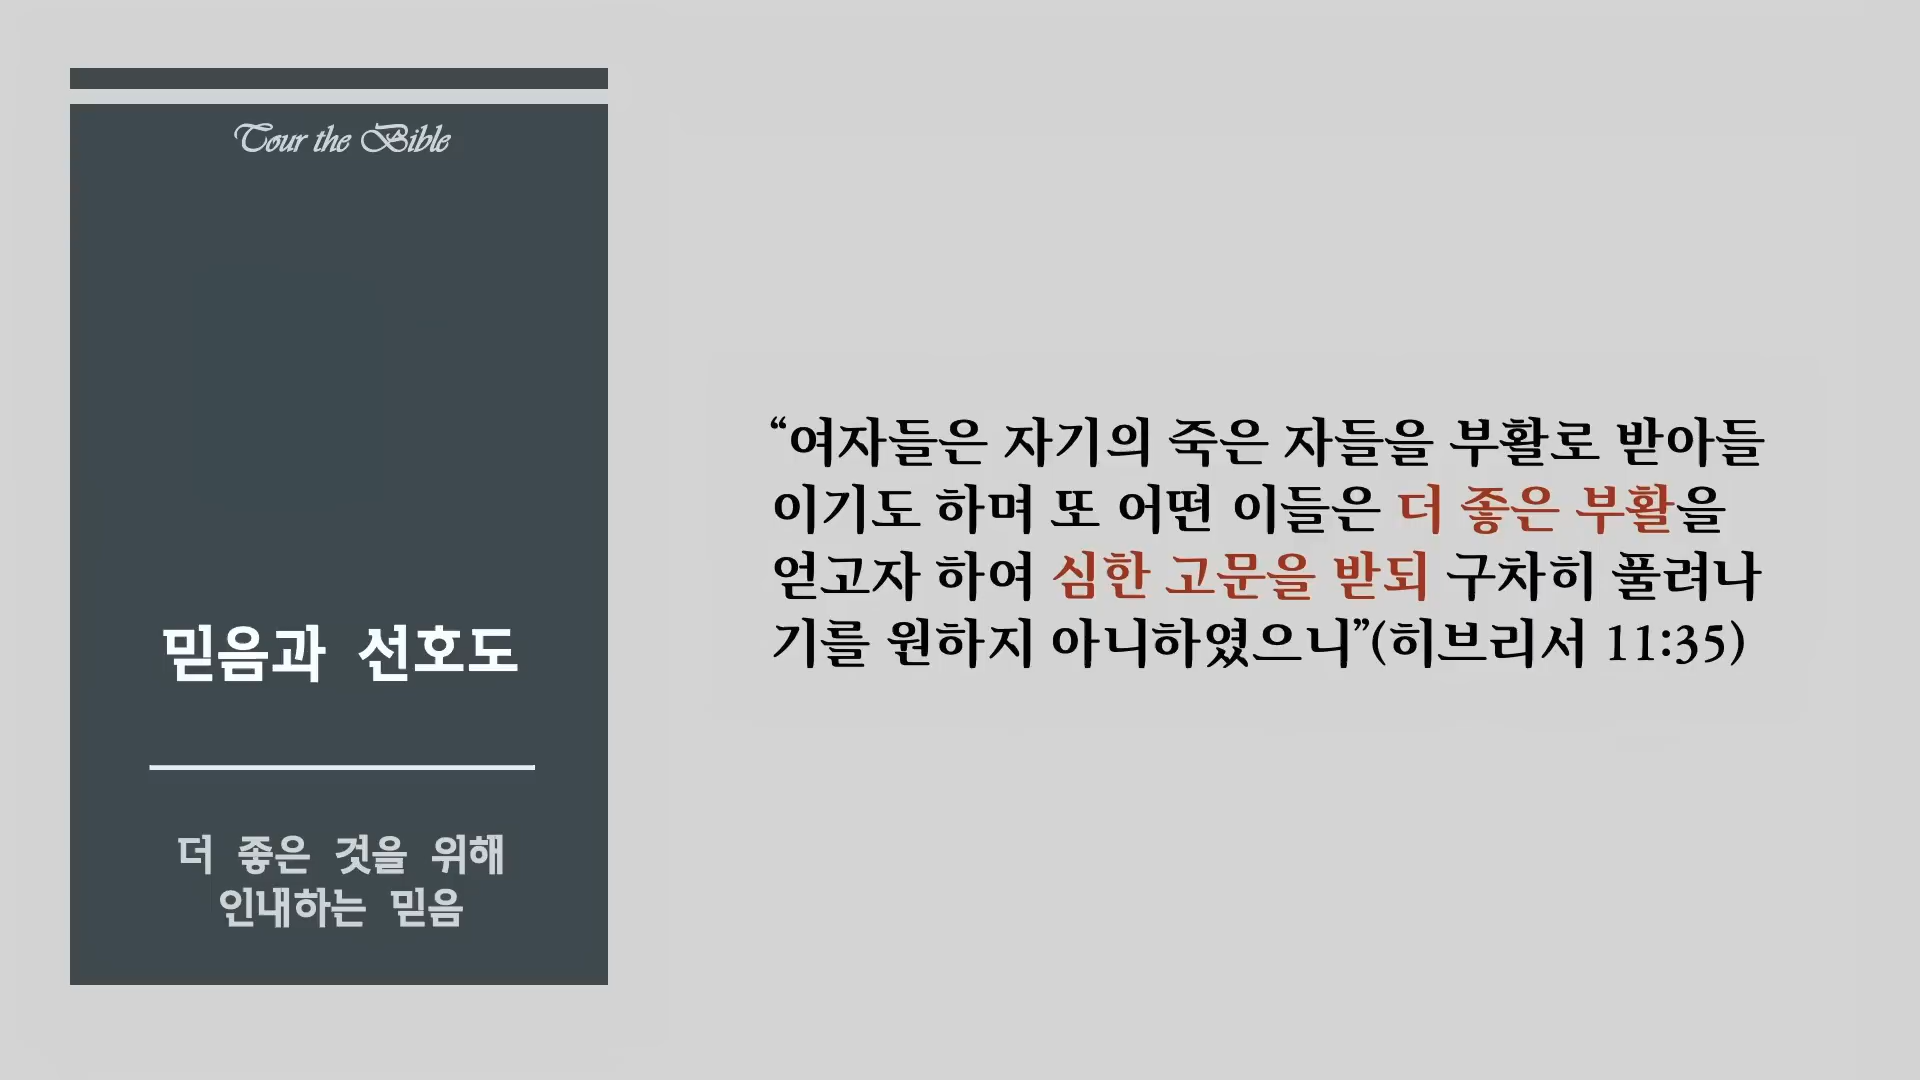 Tour the Bible
믿음과 선호도
더 좋은 것을 위해
인내하는 믿음
“여자들은 자기의 죽은 자들을 부활로 받아들
이기도 하며 또 어떤 이들은 더 좋은 부활을
얻고자 하여 심한 고문을 받되 구차히 풀려나
기를 원하지 아니하였으니”(히브리서 11:35)